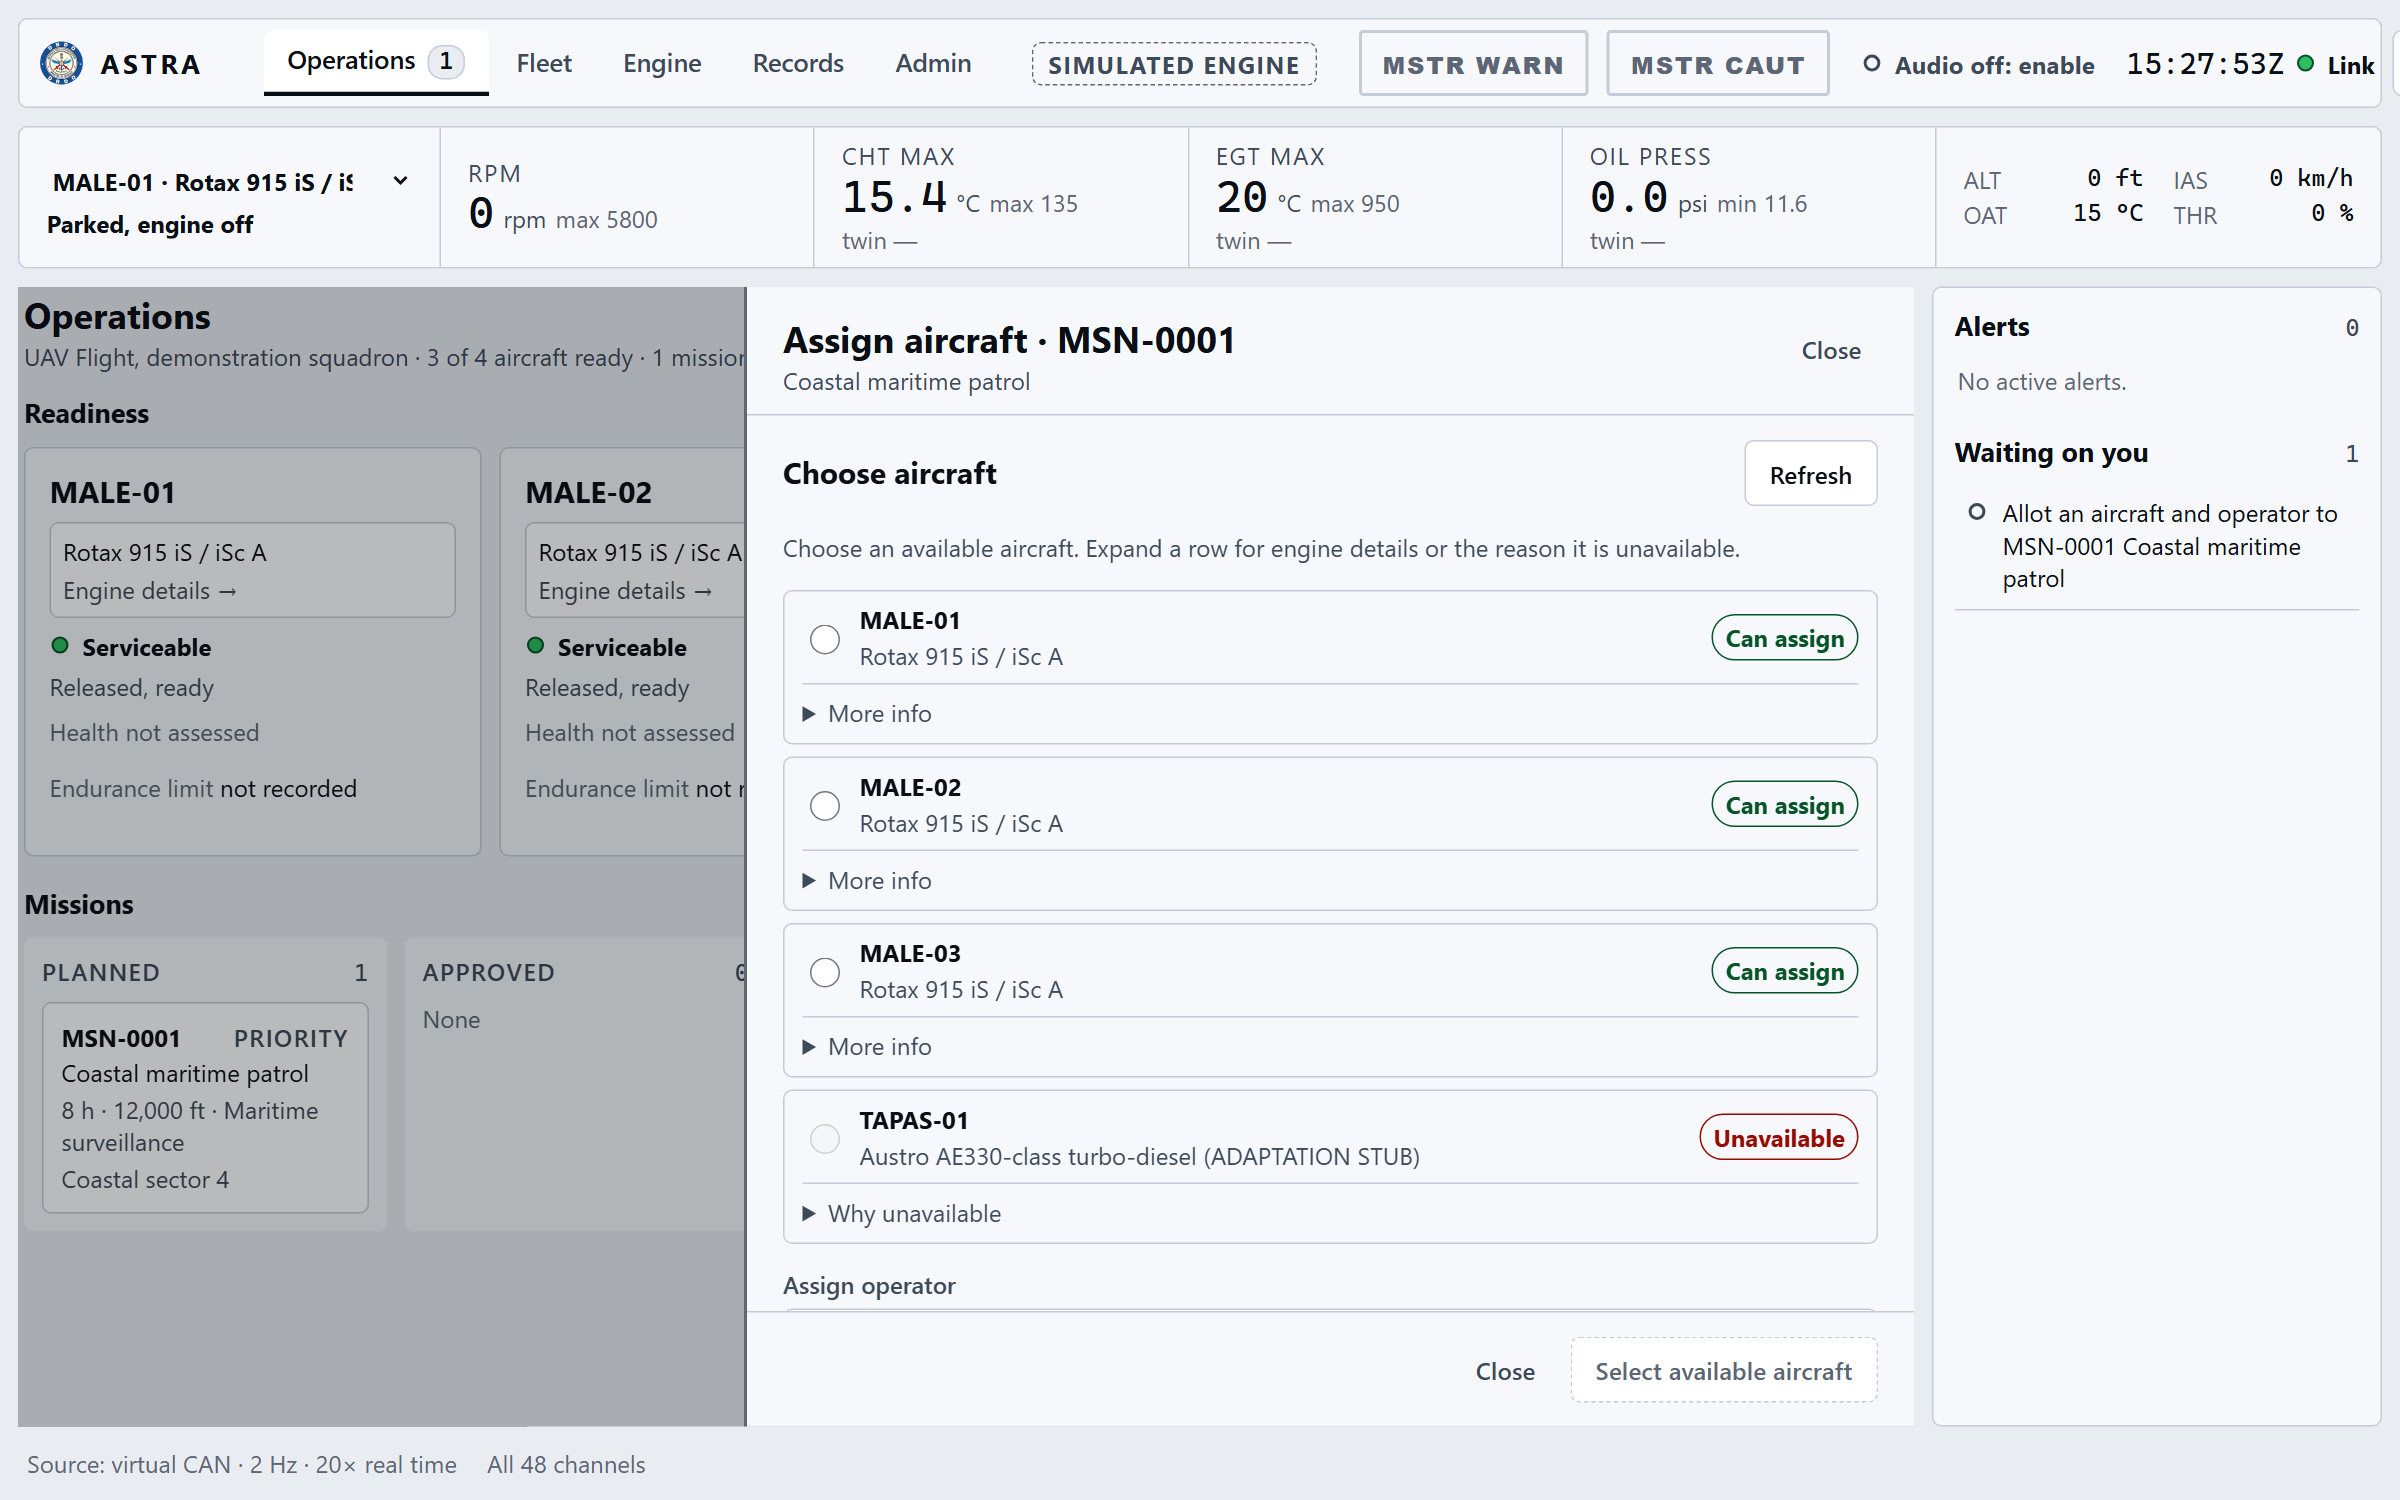 ASTRA
Operations 1
Fleet
Engine
Records
Admin
SIMULATED ENGINE
MSTR WARN
MSTR CAUT
Audio off: enable
15:27:53Z
Link
MALE-01 · Rotax 915 iS / iS
Parked, engine off
RPM
0 rpm max 5800
CHT MAX
15.4 °C max 135
twin —
EGT MAX
20 °C max 950
twin —
OIL PRESS
0.0 psi min 11.6
twin —
ALT 0 ft IAS 0 km/h
OAT 15 °C THR 0 %
Operations
UAV Flight, demonstration squadron · 3 of 4 aircraft ready · 1 mission
Readiness
MALE-01
Rotax 915 iS / iSc A
Engine details →
Serviceable
Released, ready
Health not assessed
Endurance limit not recorded
MALE-02
Rotax 915 iS / iSc A
Engine details →
Serviceable
Released, ready
Health not assessed
Endurance limit not
Missions
PLANNED 1
MSN-0001 PRIORITY
Coastal maritime patrol
8 h · 12,000 ft · Maritime
surveillance
Coastal sector 4
APPROVED 0
None
Assign aircraft · MSN-0001
Coastal maritime patrol
Close
Choose aircraft
Refresh
Choose an available aircraft. Expand a row for engine details or the reason it is unavailable.
MALE-01
Rotax 915 iS / iSc A
Can assign
▶ More info
MALE-02
Rotax 915 iS / iSc A
Can assign
▶ More info
MALE-03
Rotax 915 iS / iSc A
Can assign
▶ More info
TAPAS-01
Austro AE330-class turbo-diesel (ADAPTATION STUB)
Unavailable
▶ Why unavailable
Assign operator
Close
Select available aircraft
Alerts 0
No active alerts.
Waiting on you 1
Allot an aircraft and operator to
MSN-0001 Coastal maritime
patrol
Source: virtual CAN · 2 Hz · 20× real time
All 48 channels